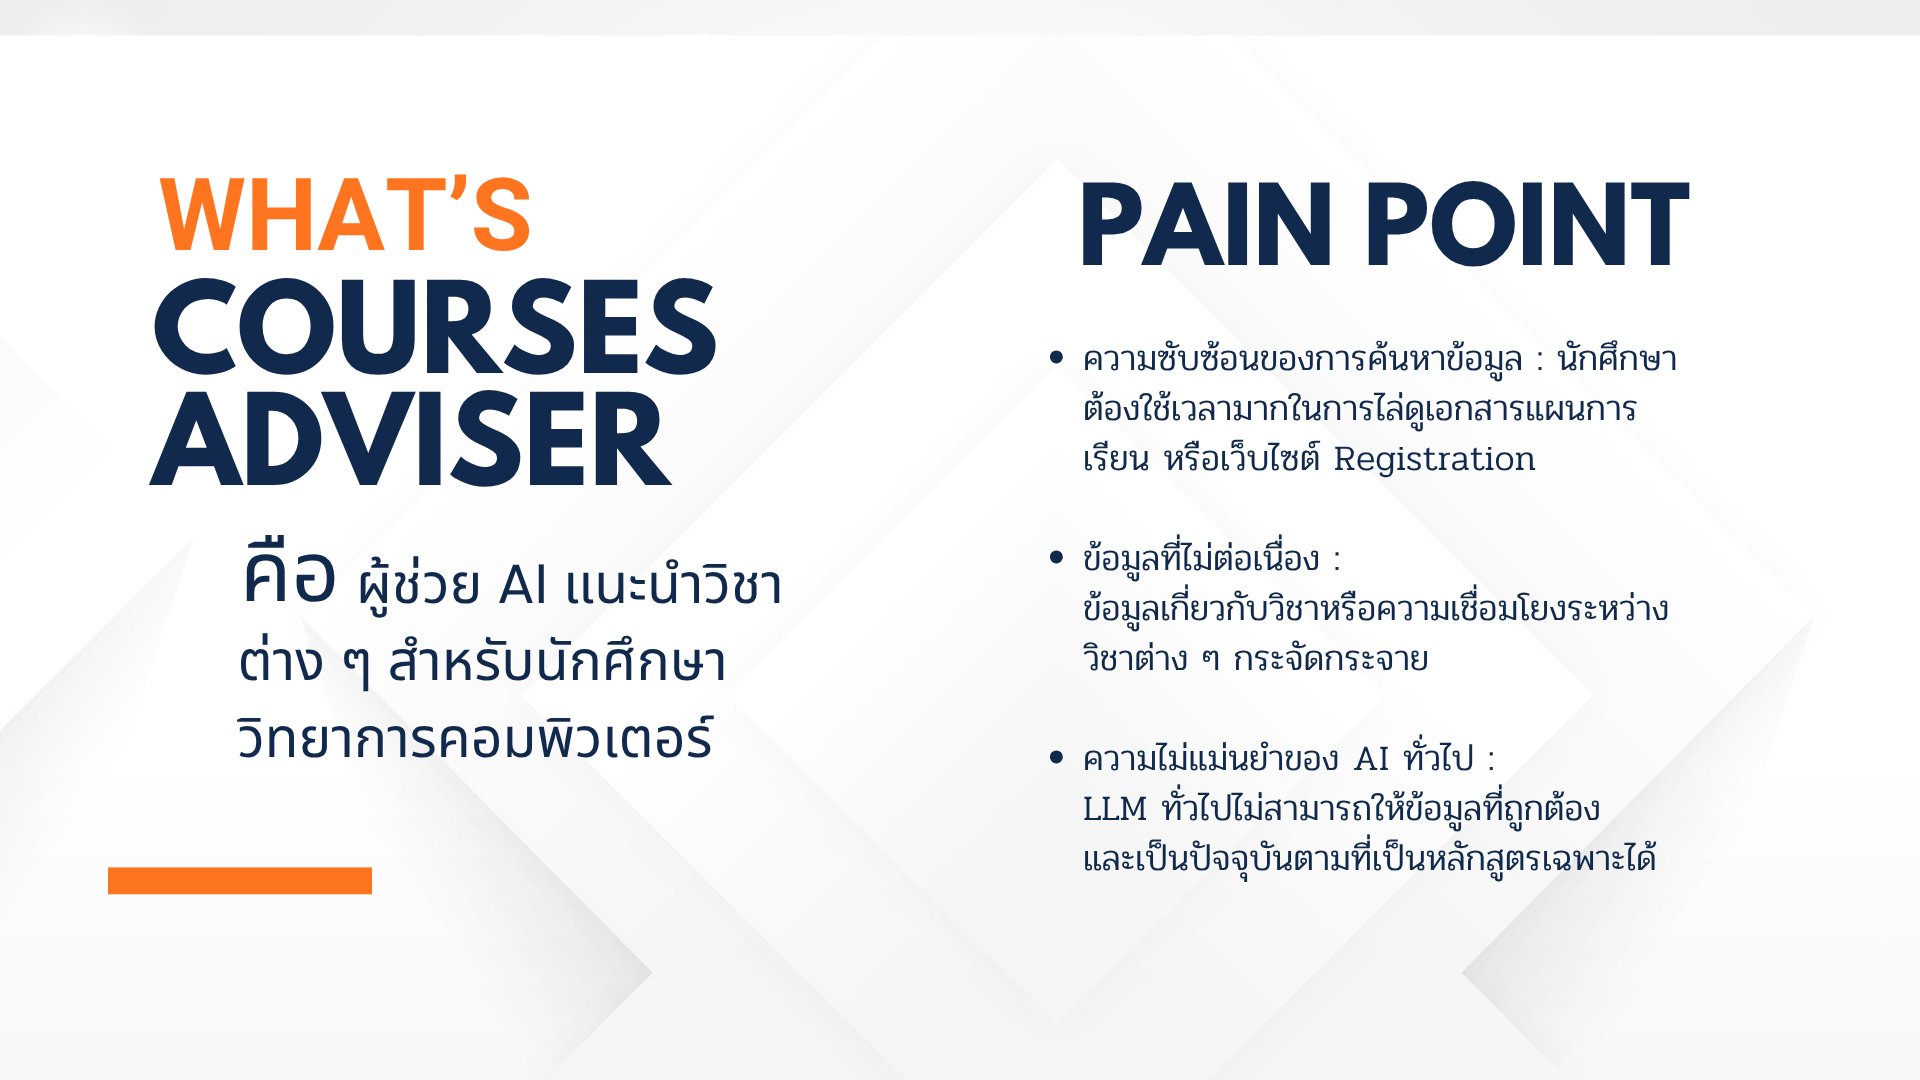 WHAT’S
COURSES
ADVISER
คือ ผู้ช่วย AI แนะนำวิชา
ต่าง ๆ สำหรับนักศึกษา
วิทยาการคอมพิวเตอร์
PAIN POINT
• ความซับซ้อนของการค้นหาข้อมูล : นักศึกษา
ต้องใช้เวลามากในการไล่ดูเอกสารแผนการ
เรียน หรือเว็บไซต์ Registration
• ข้อมูลที่ไม่ต่อเนื่อง :
ข้อมูลเกี่ยวกับวิชาหรือความเชื่อมโยงระหว่าง
วิชาต่าง ๆ กระจัดกระจาย
• ความไม่แม่นยำของ AI ทั่วไป :
LLM ทั่วไปไม่สามารถให้ข้อมูลที่ถูกต้อง
และเป็นปัจจุบันตามที่เป็นหลักสูตรเฉพาะได้